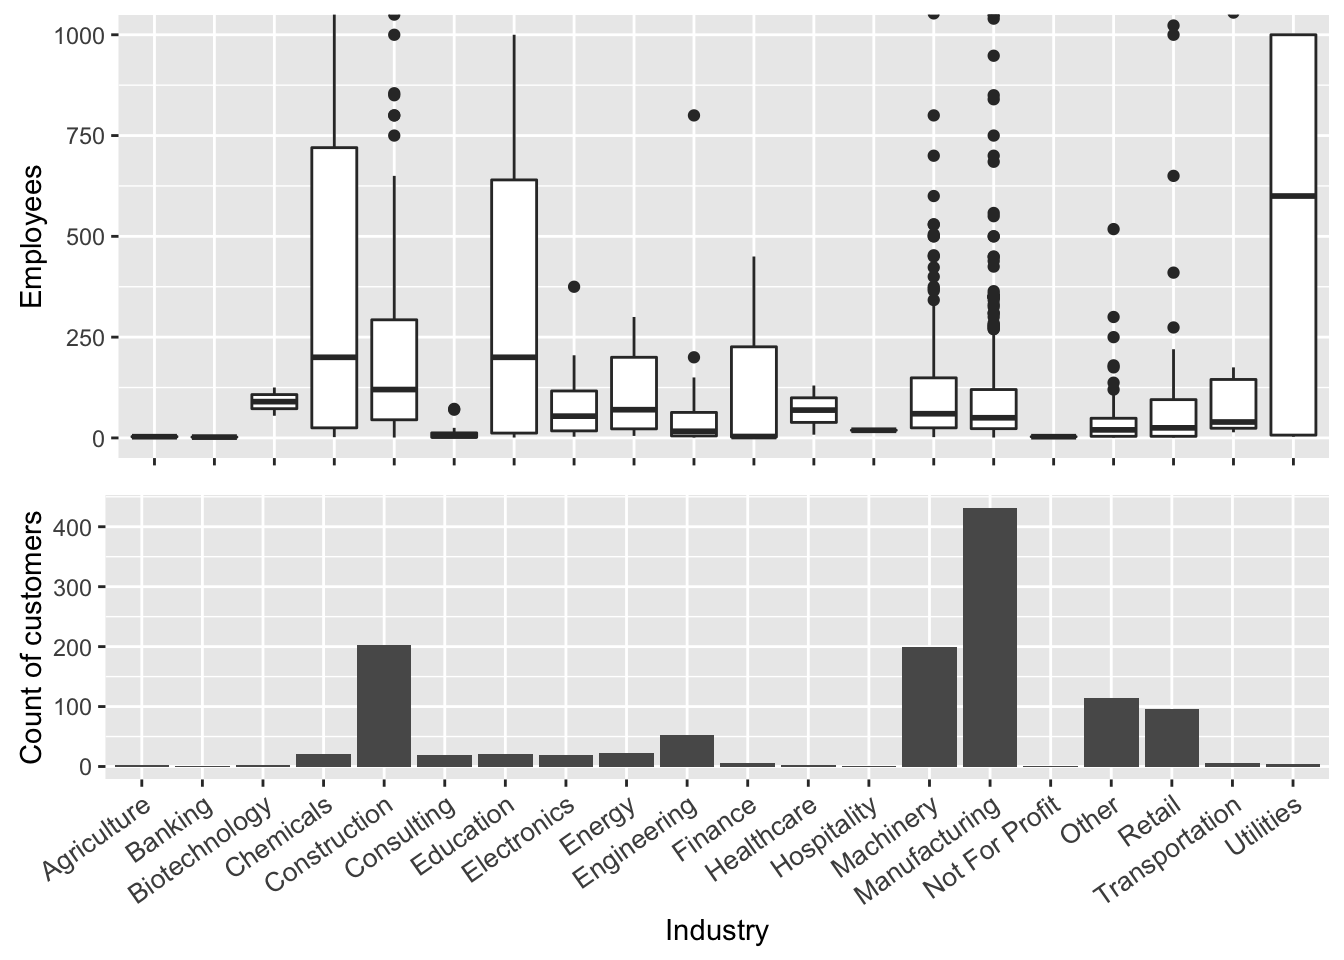 Employees
1000
750
500
250
0
Count of customers
400
300
200
100
0
Agriculture
Banking
Biotechnology
Chemicals
Construction
Consulting
Education
Electronics
Energy
Engineering
Finance
Healthcare
Hospitality
Machinery
Manufacturing
Not For Profit
Other
Retail
Transportation
Utilities
Industry